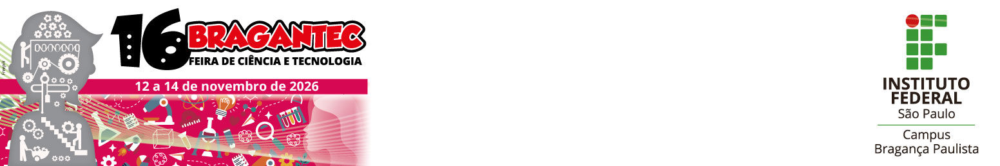 16 BRAGANTEC
FEIRA DE CIÊNCIA E TECNOLOGIA
12 a 14 de novembro de 2026
Freepik
INSTITUTO
FEDERAL
São Paulo
Campus
Bragança Paulista